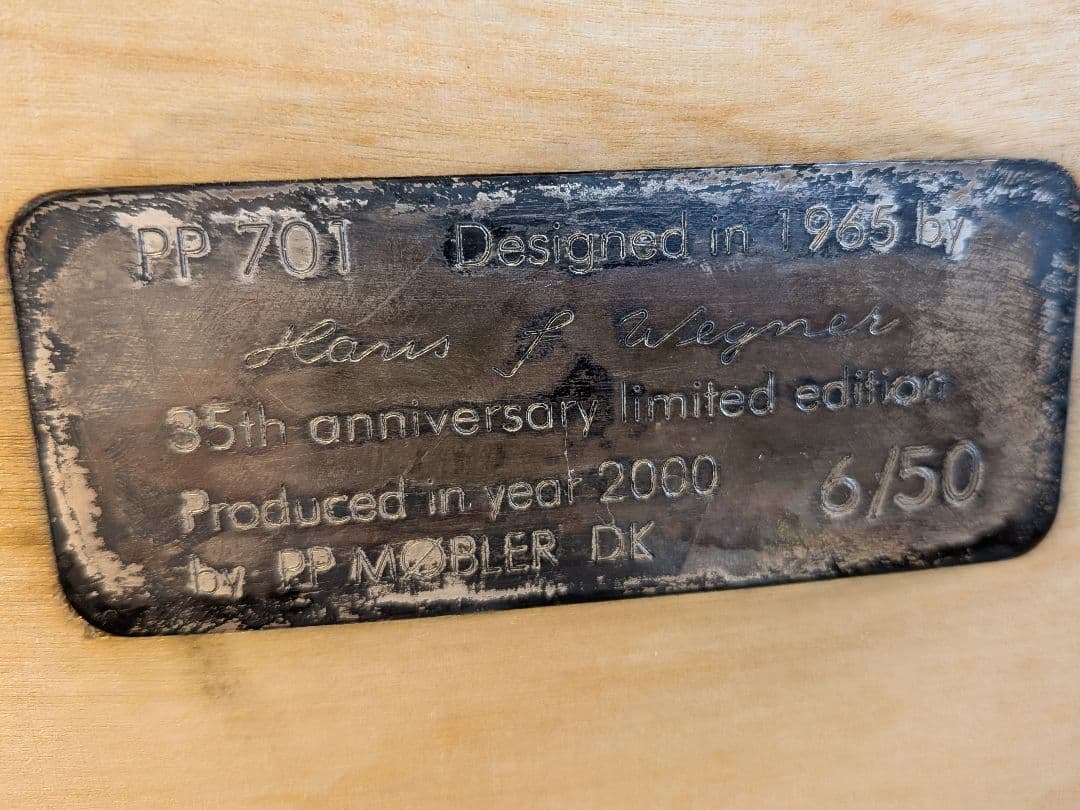 PP 701 Designed in 1965 by
Hans J Wegner
35th anniversary limited edition
Produced in year 2000 6/50
by PP MØBLER DK